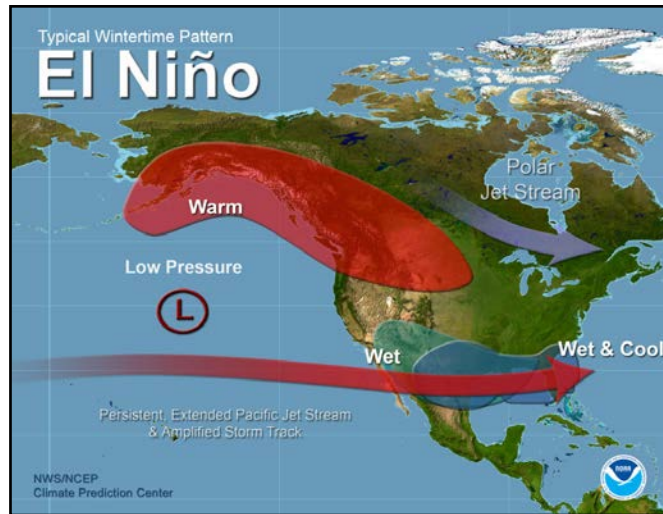 Typical Wintertime Pattern
El Niño
Polar
Jet Stream
Warm
Low Pressure
L
Wet
Wet & Cool
Persistent, Extended Pacific Jet Stream
& Amplified Storm Track
NWS/NCEP
Climate Prediction Center
NOAA